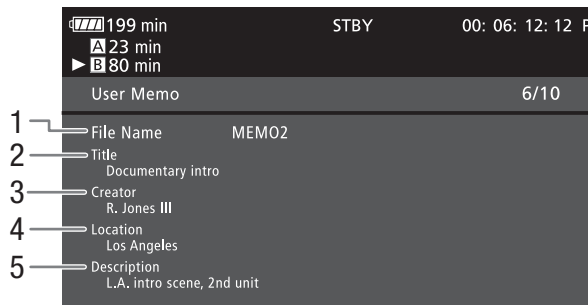 199 min STBY 00: 06: 12: 12
A 23 min
B 80 min
User Memo 6/10
1 File Name MEMO2
2 Title
Documentary intro
3 Creator
R. Jones III
4 Location
Los Angeles
5 Description
L.A. intro scene, 2nd unit